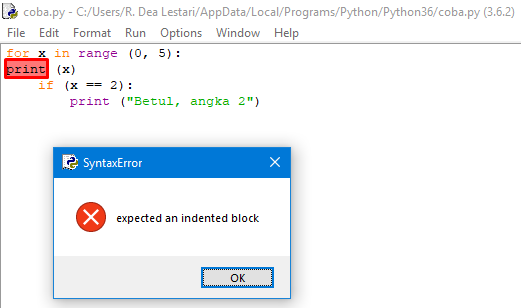 coba.py - C:/Users/R. Dea Lestari/AppData/Local/Programs/Python/Python36/coba.py (3.6.2)
File Edit Format Run Options Window Help
for x in range (0, 5):
print (x)
    if (x == 2):
        print ("Betul, angka 2")
SyntaxError
expected an indented block
OK